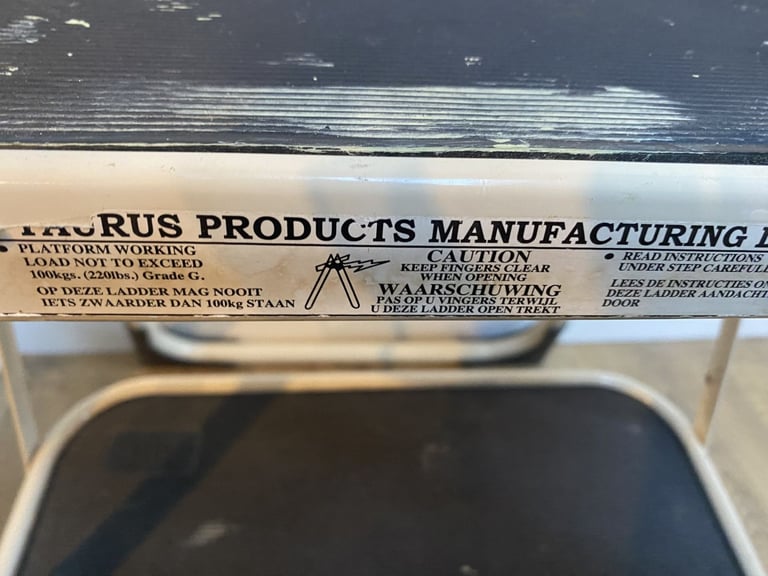 TAURUS PRODUCTS MANUFACTURING
• PLATFORM WORKING
LOAD NOT TO EXCEED
100kgs. (220lbs.) Grade G.
OP DEZE LADDER MAG NOOIT
IETS ZWAARDER DAN 100kg STAAN
CAUTION
KEEP FINGERS CLEAR
WHEN OPENING
WAARSCHUWING
PAS OP U VINGERS TERWIJL
U DEZE LADDER OPEN TREKT
• READ INSTRUCTIONS
UNDER STEP CAREFULL
LEES DE INSTRUCTIES ON
DEZE LADDER AANDACHT
DOOR